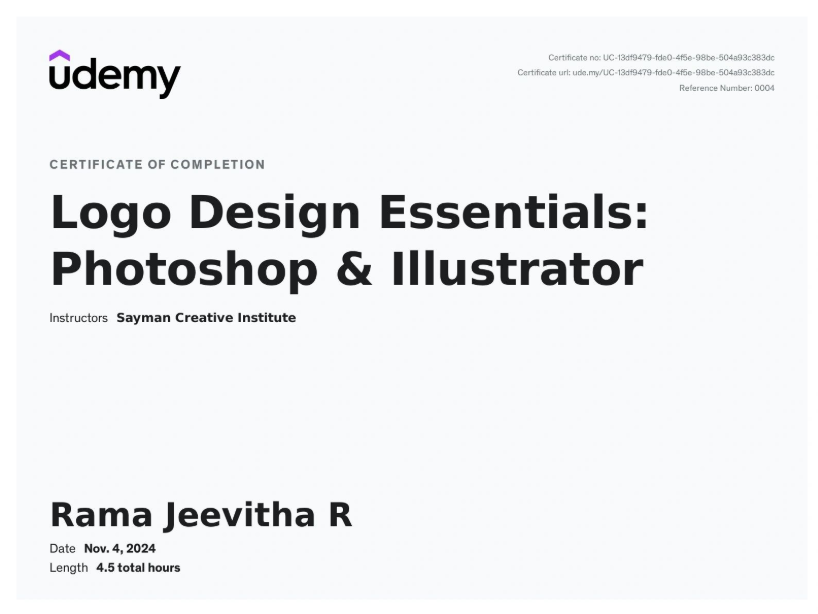 udemy
Certificate no: UC-13df9479-fde0-4f5e-98be-504a93c383dc
Certificate url: ude.my/UC-13df9479-fde0-4f5e-98be-504a93c383dc
Reference Number: 0004
CERTIFICATE OF COMPLETION
Logo Design Essentials:
Photoshop & Illustrator
Instructors Sayman Creative Institute
Rama Jeevitha R
Date Nov. 4, 2024
Length 4.5 total hours